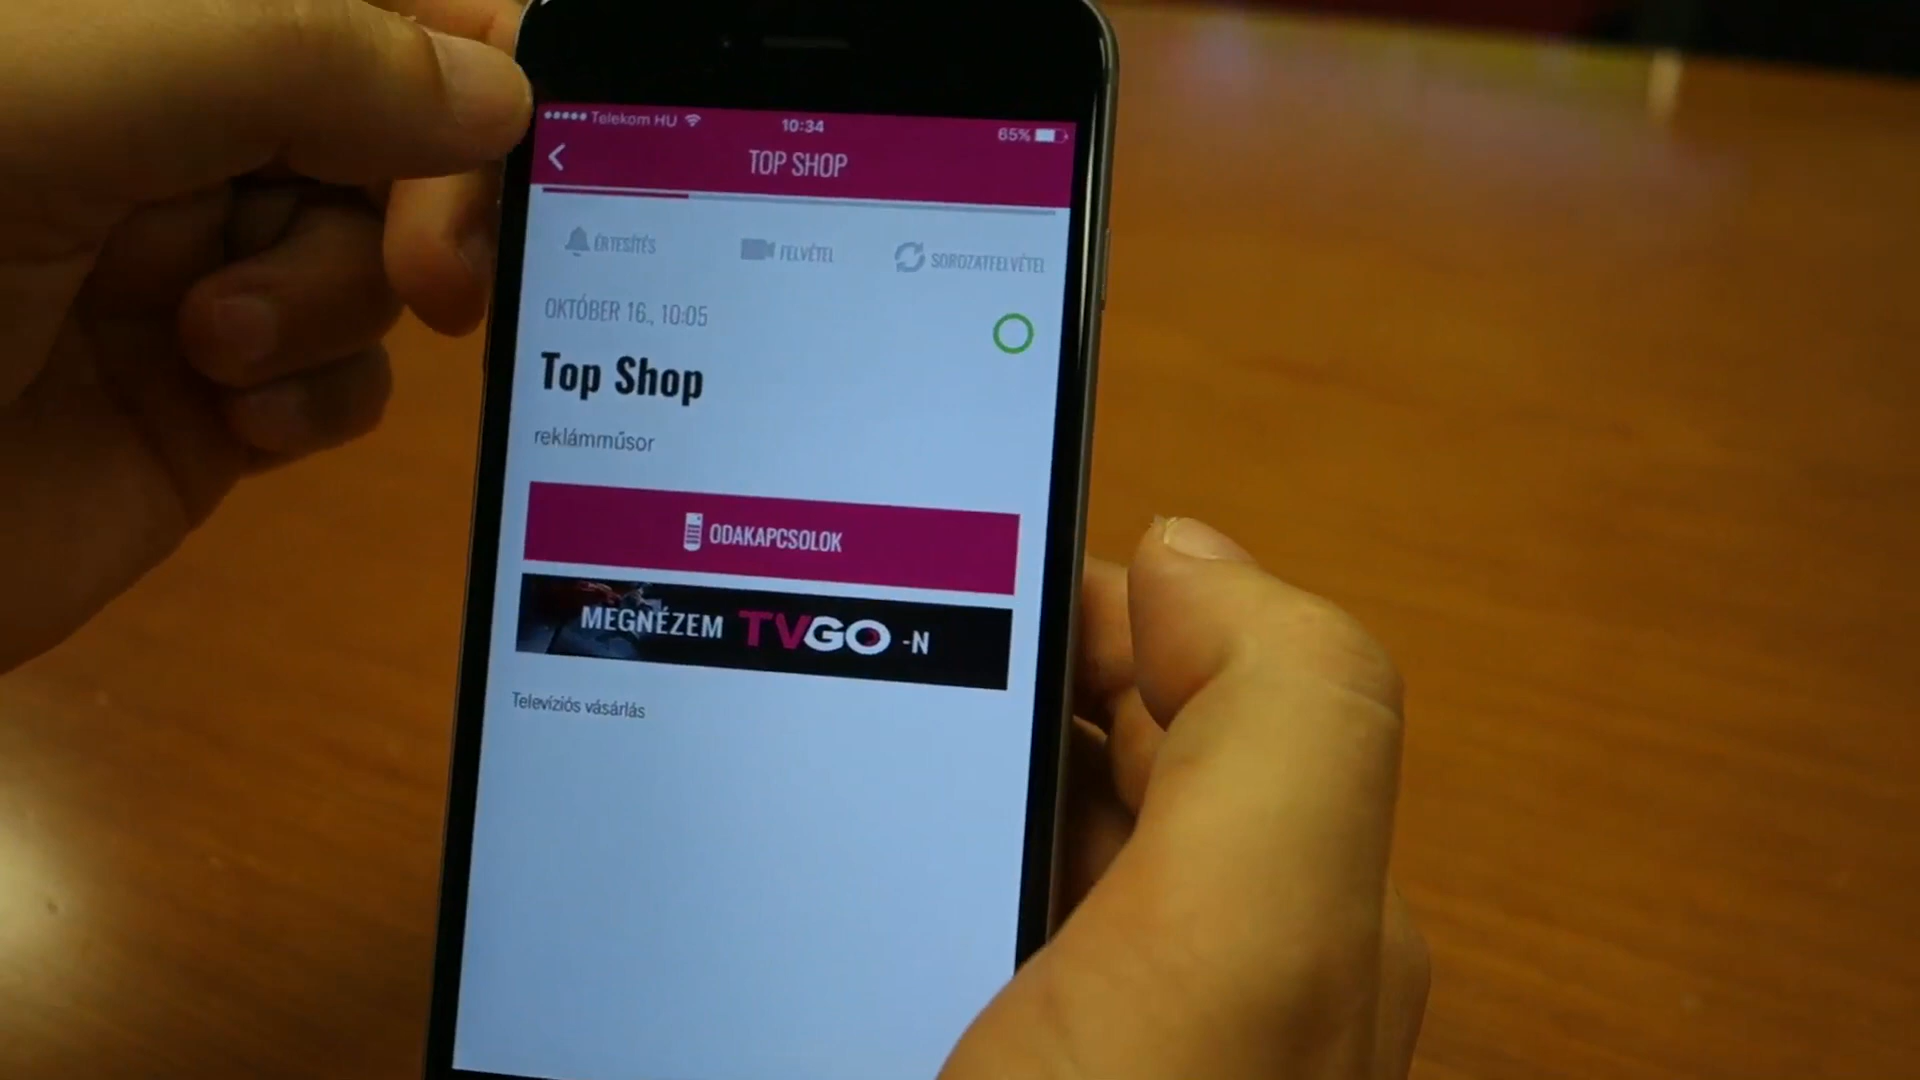 Telekom HU 10:34 65%
TOP SHOP
ÉRTESÍTÉS FELVÉTEL SOROZATFELVÉTEL
OKTÓBER 16., 10:05
Top Shop
reklámműsor
ODAKAPCSOLOK
MEGNÉZEM TVGO -N
Televíziós vásárlás